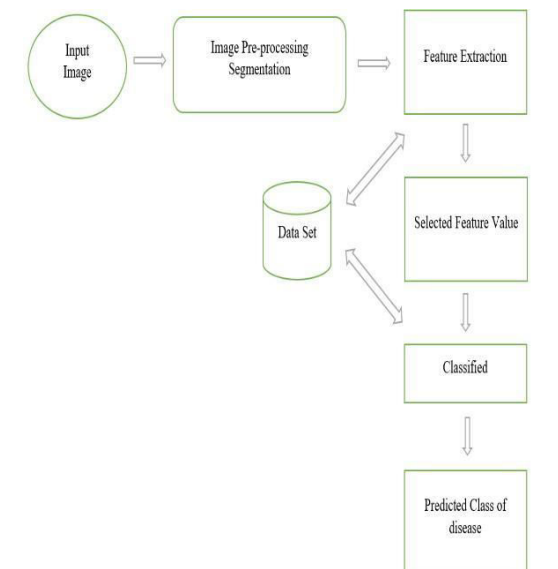 Input
Image
Image Pre-processing
Segmentation
Feature Extraction
Data Set
Selected Feature Value
Classified
Predicted Class of
disease